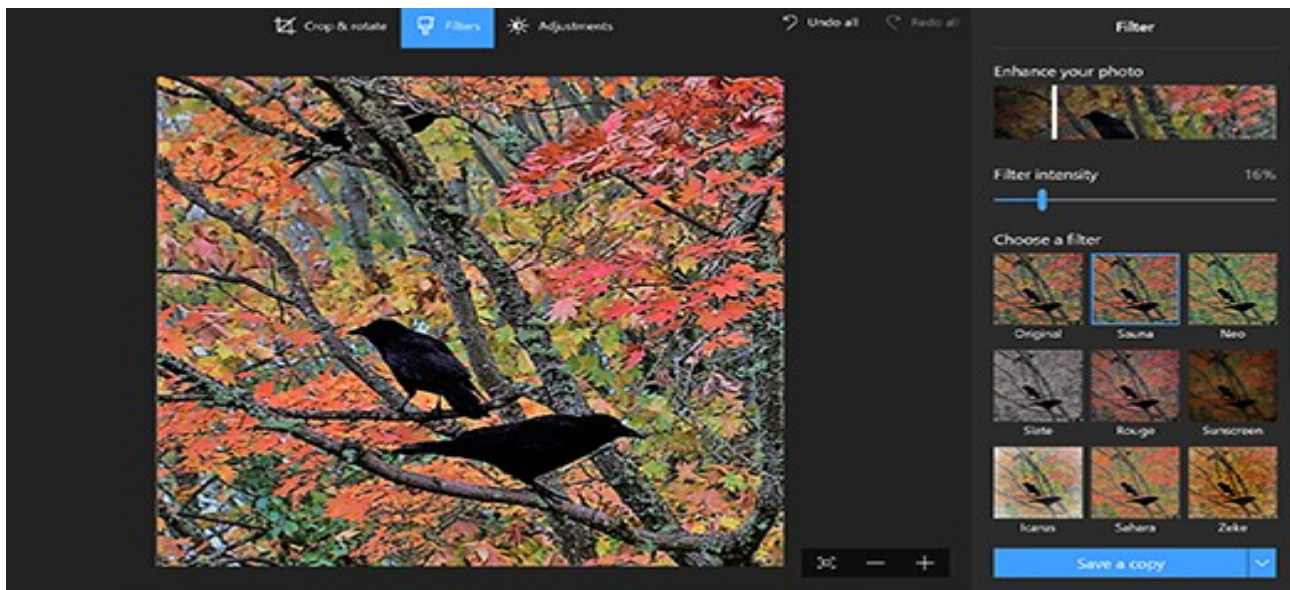 Crop & rotate Filters Adjustments Undo all Redo all
Filter
Enhance your photo
Filter intensity 16%
Choose a filter
Original Sauna Neo
Slate Rouge Sunscreen
Icarus Sahara Zeke
Save a copy